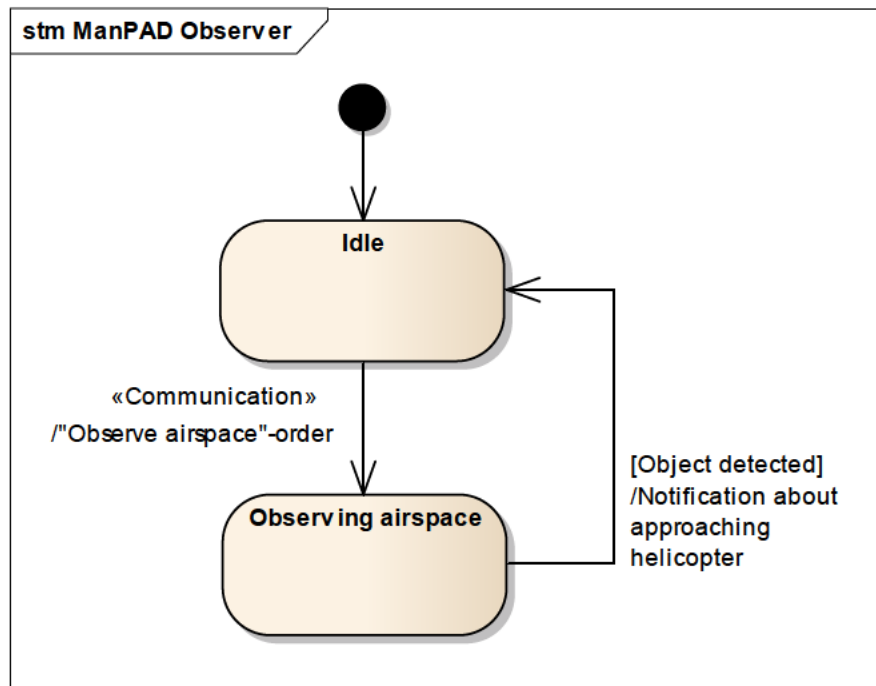 stm ManPAD Observer
Idle
«Communication»
/"Observe airspace"-order
Observing airspace
[Object detected]
/Notification about
approaching
helicopter